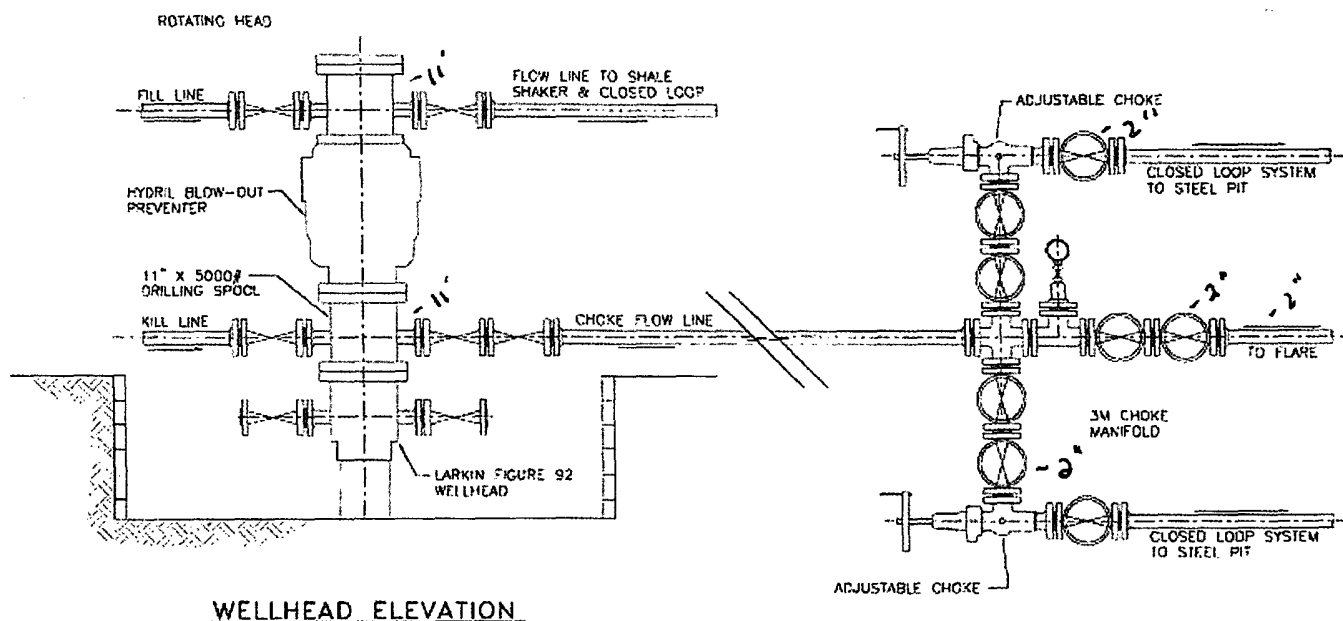 ROTATING HEAD
11'
FILL LINE
FLOW LINE TO SHALE
SHAKER & CLOSED LOOP
HYDRIL BLOW-OUT
PREVENTER
11" X 5000#
DRILLING SPOOL
11'
KILL LINE
CHOKE FLOW LINE
LARKIN FIGURE 92
WELLHEAD
WELLHEAD ELEVATION
ADJUSTABLE CHOKE
2"
CLOSED LOOP SYSTEM
TO STEEL PIT
2"
2"
TO FLARE
3M CHOKE
MANIFOLD
2"
CLOSED LOOP SYSTEM
TO STEEL PIT
ADJUSTABLE CHOKE